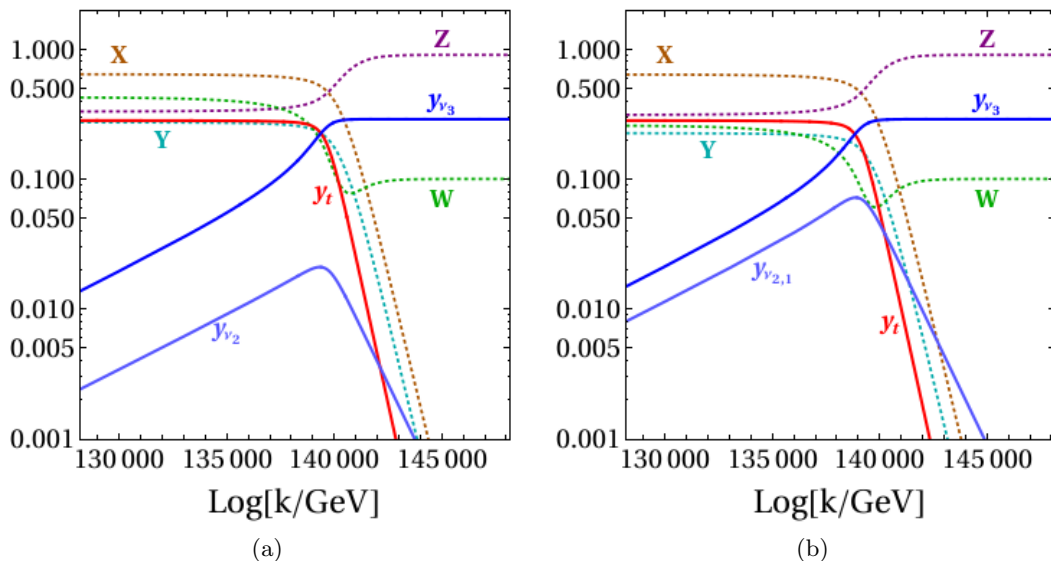 1.000
0.500
0.100
0.050
0.010
0.005
0.001
X
Z
y_{ν_3}
Y
y_t
W
y_{ν_2}
130 000 135 000 140 000 145 000
Log[k/GeV]
(a)
1.000
0.500
0.100
0.050
0.010
0.005
0.001
X
Z
y_{ν_3}
Y
W
y_{ν_{2,1}}
y_t
130 000 135 000 140 000 145 000
Log[k/GeV]
(b)